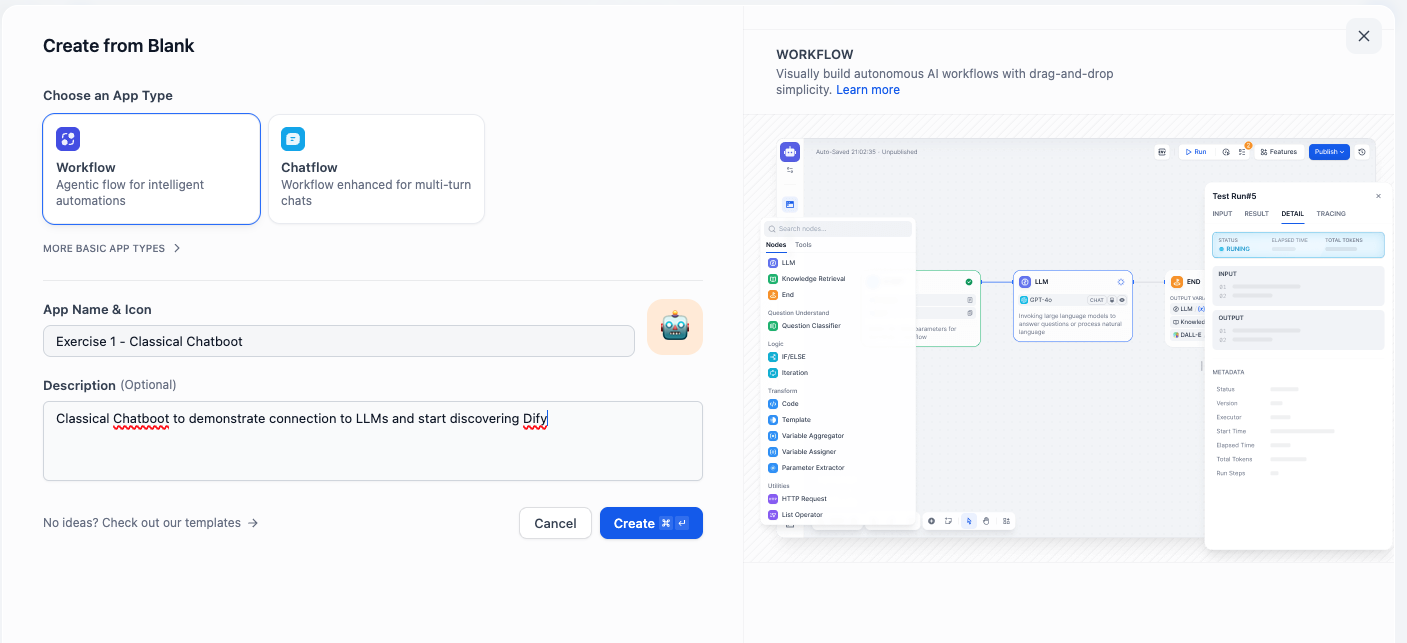 Create from Blank
Choose an App Type
Workflow
Agentic flow for intelligent
automations
Chatflow
Workflow enhanced for multi-turn
chats
MORE BASIC APP TYPES
App Name & Icon
Exercise 1 - Classical Chatboot
Description (Optional)
Classical Chatboot to demonstrate connection to LLMs and start discovering Dify
No ideas? Check out our templates
Cancel
Create ⌘ ↵
WORKFLOW
Visually build autonomous AI workflows with drag-and-drop
simplicity. Learn more
Auto-Saved 21:02:35 · Unpublished
Run
2
Features
Publish
Search nodes...
Nodes Tools
LLM
Knowledge Retrieval
End
Question Understand
Question Classifier
Logic
IF/ELSE
Iteration
Transform
Code
Template
Variable Aggregator
Variable Assigner
Parameter Extractor
Utilities
HTTP Request
List Operator
parameters for
flow
LLM
GPT-4o
CHAT
Invoking large language models to
answer questions or process natural
language
END
OUTPUT VARIA
LLM
Knowled
DALL-E
Test Run#5
INPUT RESULT DETAIL TRACING
STATUS ELAPSED TIME TOTAL TOKENS
RUNING
INPUT
01
02
OUTPUT
01
02
METADATA
Status
Version
Executor
Start Time
Elapsed Time
Total Tokens
Run Steps